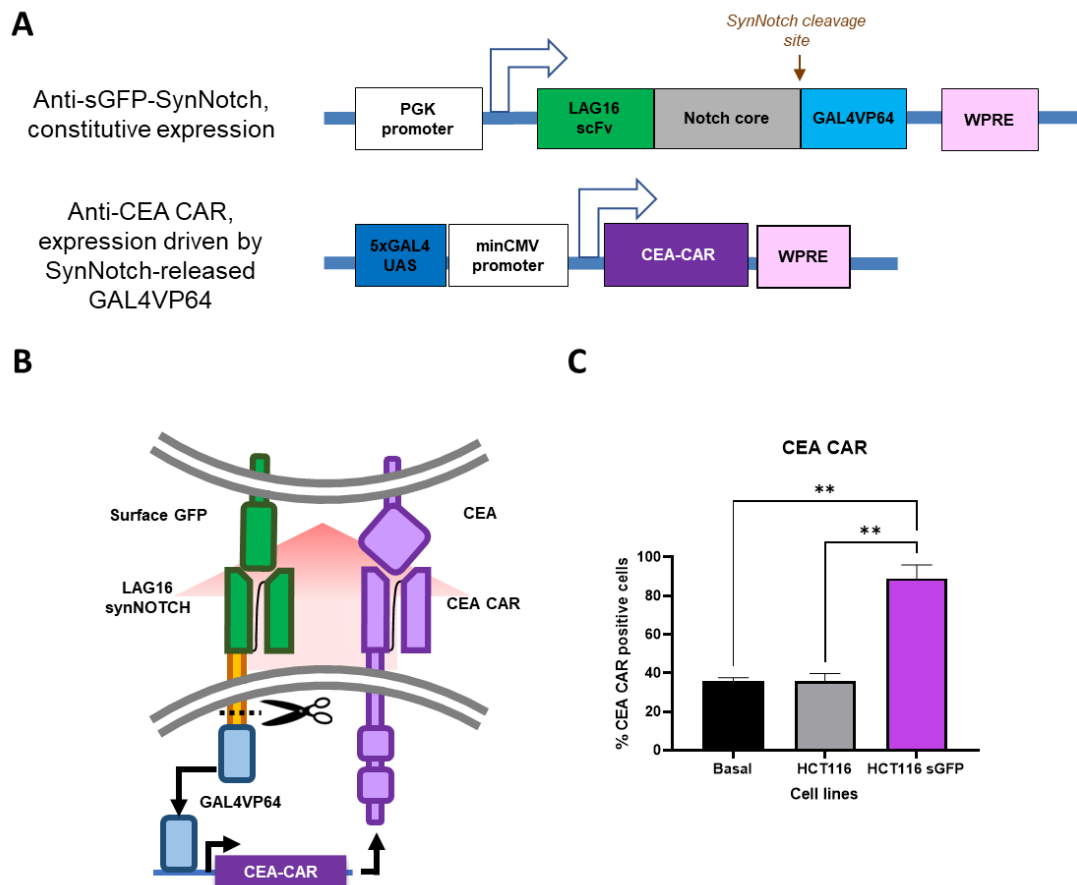 A
SynNotch cleavage
site
Anti-sGFP-SynNotch,
constitutive expression
PGK
promoter
LAG16
scFv
Notch core
GAL4VP64
WPRE
Anti-CEA CAR,
expression driven by
SynNotch-released
GAL4VP64
5xGAL4
UAS
minCMV
promoter
CEA-CAR
WPRE
B
Surface GFP
CEA
LAG16
synNOTCH
CEA CAR
GAL4VP64
CEA-CAR
C
CEA CAR
**
**
% CEA CAR positive cells
100
80
60
40
20
0
Basal
HCT116
HCT116 sGFP
Cell lines